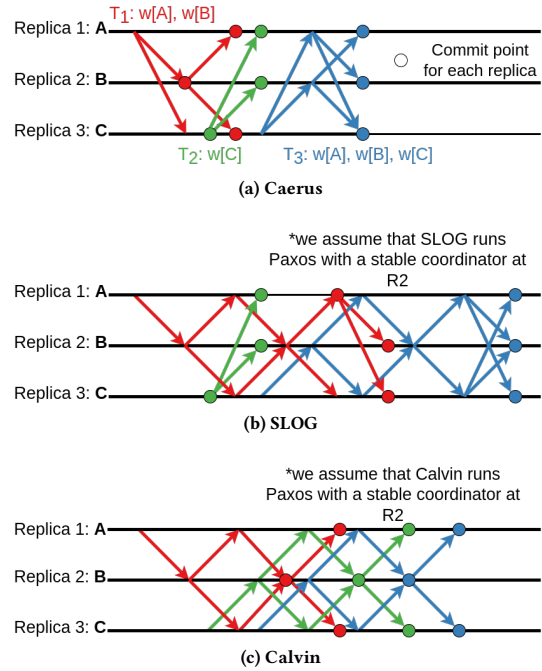 T1: w[A], w[B]
Replica 1: A
Replica 2: B
Commit point
for each replica
Replica 3: C
T2: w[C]
T3: w[A], w[B], w[C]
(a) Caerus
*we assume that SLOG runs
Paxos with a stable coordinator at
R2
Replica 1: A
Replica 2: B
Replica 3: C
(b) SLOG
*we assume that Calvin runs
Paxos with a stable coordinator at
R2
Replica 1: A
Replica 2: B
Replica 3: C
(c) Calvin